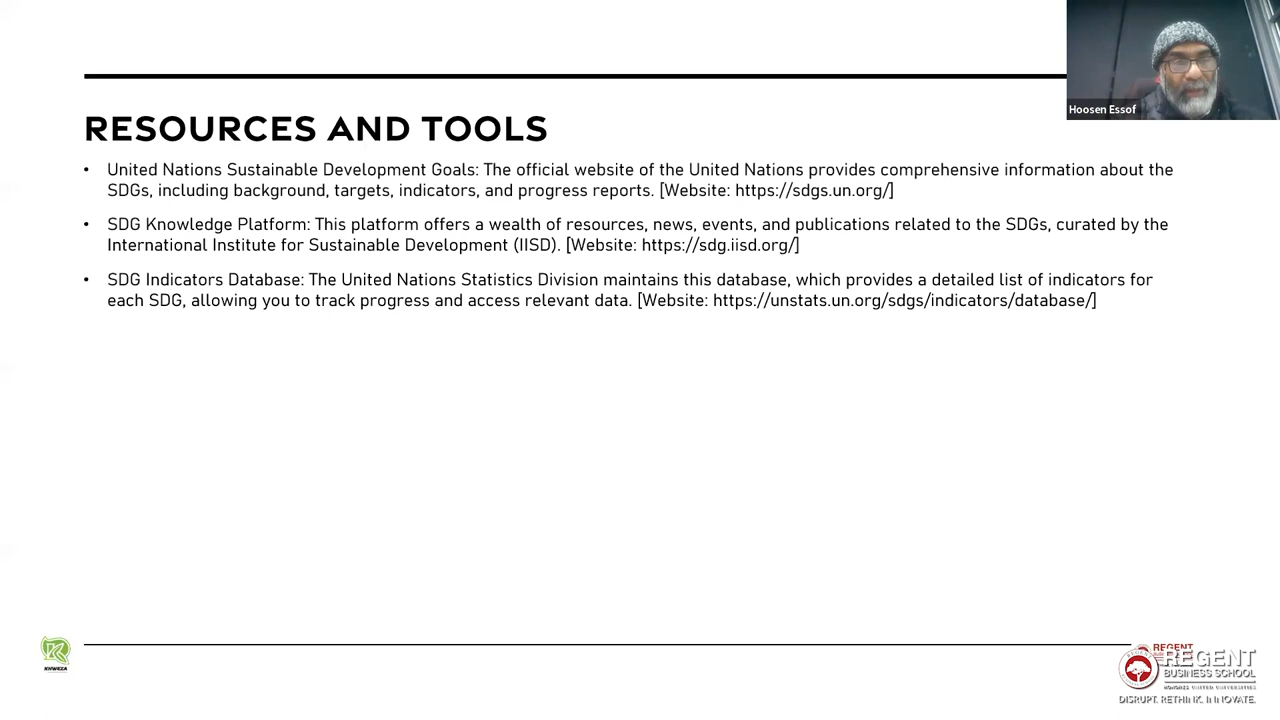 Hoosen Essof
RESOURCES AND TOOLS
• United Nations Sustainable Development Goals: The official website of the United Nations provides comprehensive information about the
SDGs, including background, targets, indicators, and progress reports. [Website: https://sdgs.un.org/]
• SDG Knowledge Platform: This platform offers a wealth of resources, news, events, and publications related to the SDGs, curated by the
International Institute for Sustainable Development (IISD). [Website: https://sdg.iisd.org/]
• SDG Indicators Database: The United Nations Statistics Division maintains this database, which provides a detailed list of indicators for
each SDG, allowing you to track progress and access relevant data. [Website: https://unstats.un.org/sdgs/indicators/database/]
KHWEZA
REGENT
REGENT
BUSINESS SCHOOL
HONORIS UNITED UNIVERSITIES
DISRUPT. RETHINK. INNOVATE.